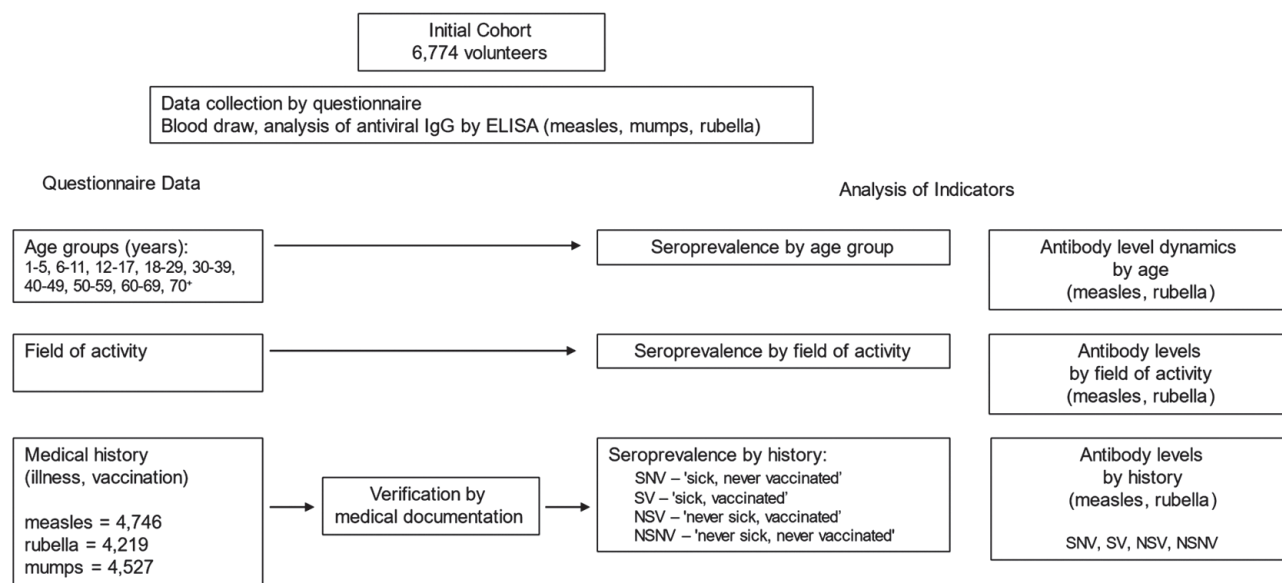 Initial Cohort
6,774 volunteers
Data collection by questionnaire
Blood draw, analysis of antiviral IgG by ELISA (measles, mumps, rubella)
Questionnaire Data
Analysis of Indicators
Age groups (years):
1-5, 6-11, 12-17, 18-29, 30-39,
40-49, 50-59, 60-69, 70⁺
Seroprevalence by age group
Antibody level dynamics
by age
(measles, rubella)
Field of activity
Seroprevalence by field of activity
Antibody levels
by field of activity
(measles, rubella)
Medical history
(illness, vaccination)
measles = 4,746
rubella = 4,219
mumps = 4,527
Verification by
medical documentation
Seroprevalence by history:
SNV – 'sick, never vaccinated’
SV – 'sick, vaccinated’
NSV – 'never sick, vaccinated’
NSNV – 'never sick, never vaccinated'
Antibody levels
by history
(measles, rubella)
SNV, SV, NSV, NSNV